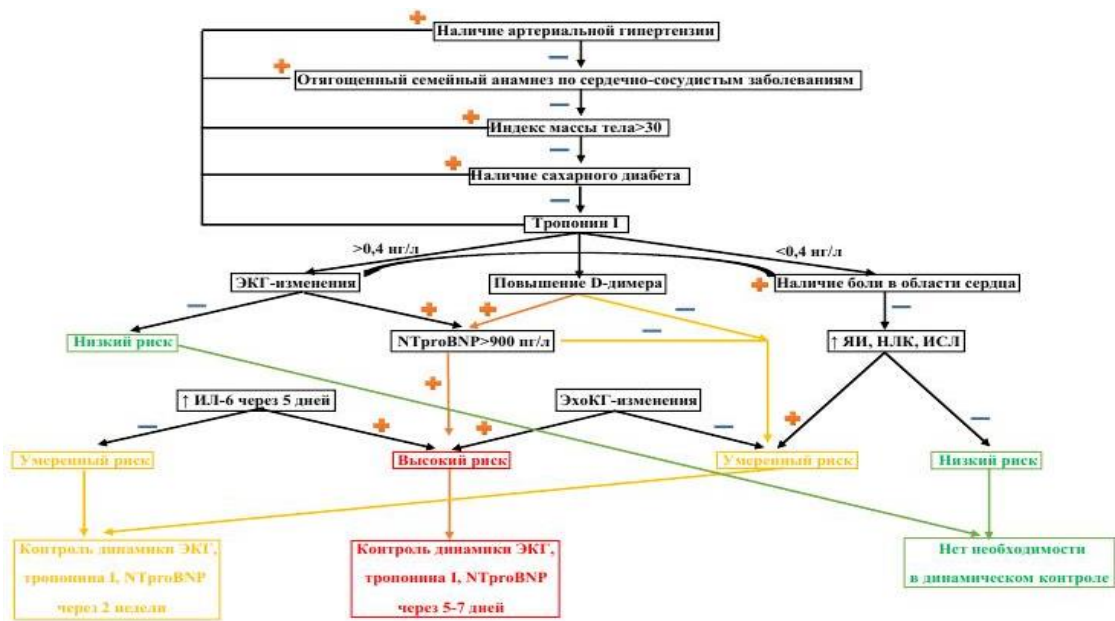 Наличие артериальной гипертензии
Отягощенный семейный анамнез по сердечно-сосудистым заболеваниям
Индекс массы тела>30
Наличие сахарного диабета
Тропонин I
>0,4 нг/л
<0,4 нг/л
ЭКГ-изменения
Повышение D-димера
Наличие боли в области сердца
Низкий риск
NTproBNP>900 пг/л
↑ ЯИ, НЛК, ИСЛ
↑ ИЛ-6 через 5 дней
ЭхоКГ-изменения
Умеренный риск
Высокий риск
Умеренный риск
Низкий риск
Контроль динамики ЭКГ,
тропонина I, NTproBNP
через 2 недели
Контроль динамики ЭКГ,
тропонина I, NTproBNP
через 5-7 дней
Нет необходимости
в динамическом контроле